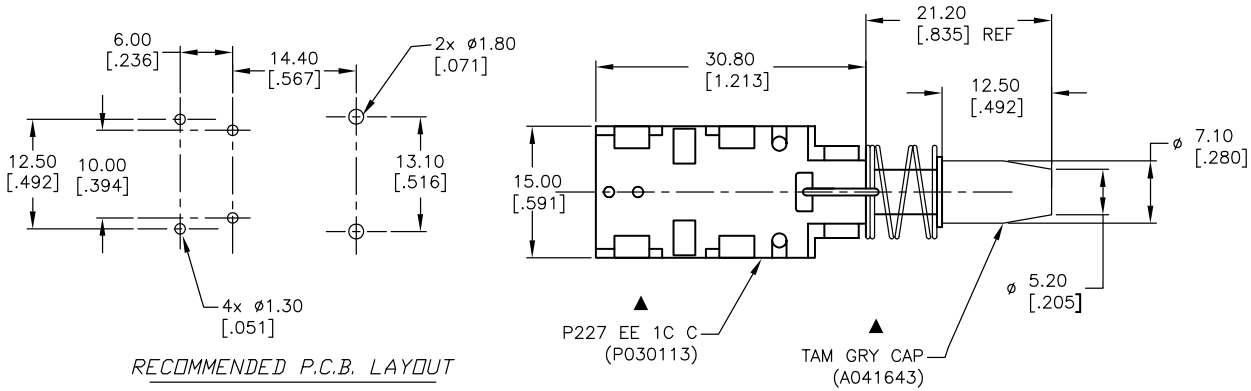 6.00
[.236]
14.40
[.567]
2x ø1.80
[.071]
12.50
[.492]
10.00
[.394]
13.10
[.516]
4x ø1.30
[.051]
RECOMMENDED P.C.B. LAYOUT
21.20
[.835] REF
30.80
[1.213]
12.50
[.492]
ø 7.10
[.280]
15.00
[.591]
ø 5.20
[.205]
▲
P227 EE 1C C
(P030113)
▲
TAM GRY CAP
(A041643)